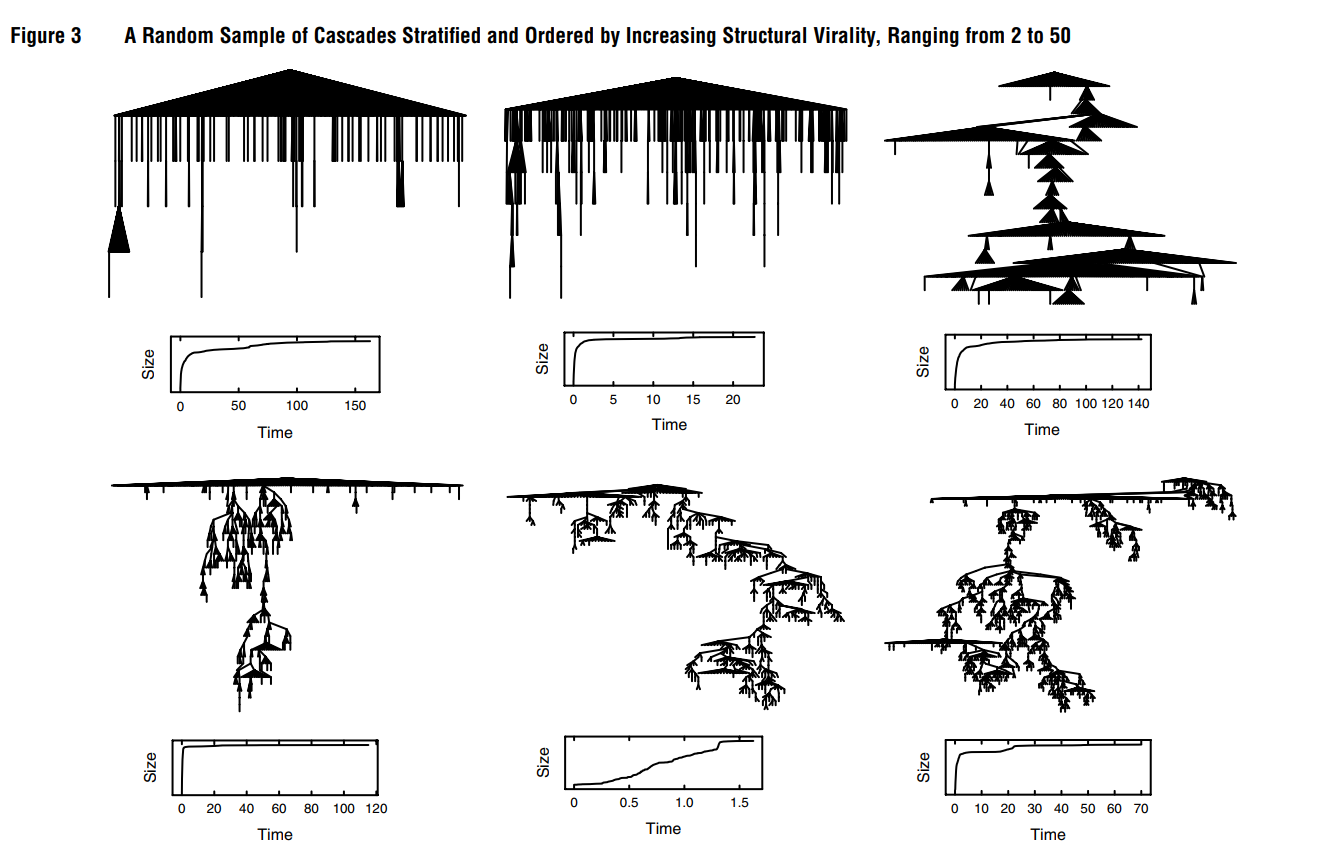 Figure 3 A Random Sample of Cascades Stratified and Ordered by Increasing Structural Virality, Ranging from 2 to 50
Size
0 50 100 150
Time
Size
0 5 10 15 20
Time
Size
0 20 40 60 80 100 120 140
Time
Size
0 20 40 60 80 100 120
Time
Size
0 0.5 1.0 1.5
Time
Size
0 10 20 30 40 50 60 70
Time